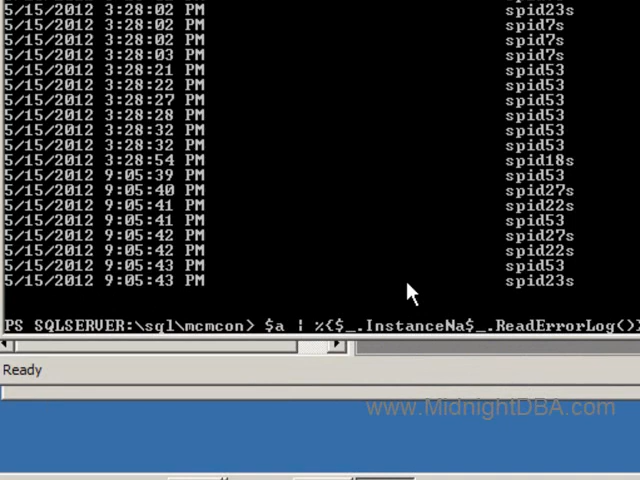 5/15/2012 3:28:02 PM spid23s
5/15/2012 3:28:02 PM spid7s
5/15/2012 3:28:02 PM spid7s
5/15/2012 3:28:03 PM spid7s
5/15/2012 3:28:21 PM spid53
5/15/2012 3:28:22 PM spid53
5/15/2012 3:28:27 PM spid53
5/15/2012 3:28:28 PM spid53
5/15/2012 3:28:32 PM spid53
5/15/2012 3:28:32 PM spid53
5/15/2012 3:28:54 PM spid18s
5/15/2012 9:05:39 PM spid53
5/15/2012 9:05:40 PM spid27s
5/15/2012 9:05:41 PM spid22s
5/15/2012 9:05:41 PM spid53
5/15/2012 9:05:42 PM spid27s
5/15/2012 9:05:42 PM spid22s
5/15/2012 9:05:43 PM spid53
5/15/2012 9:05:43 PM spid23s
PS SQLSERVER:\sql\mcmcon> $a | %{$_.InstanceNa$_.ReadErrorLog()}
Ready
www.MidnightDBA.com